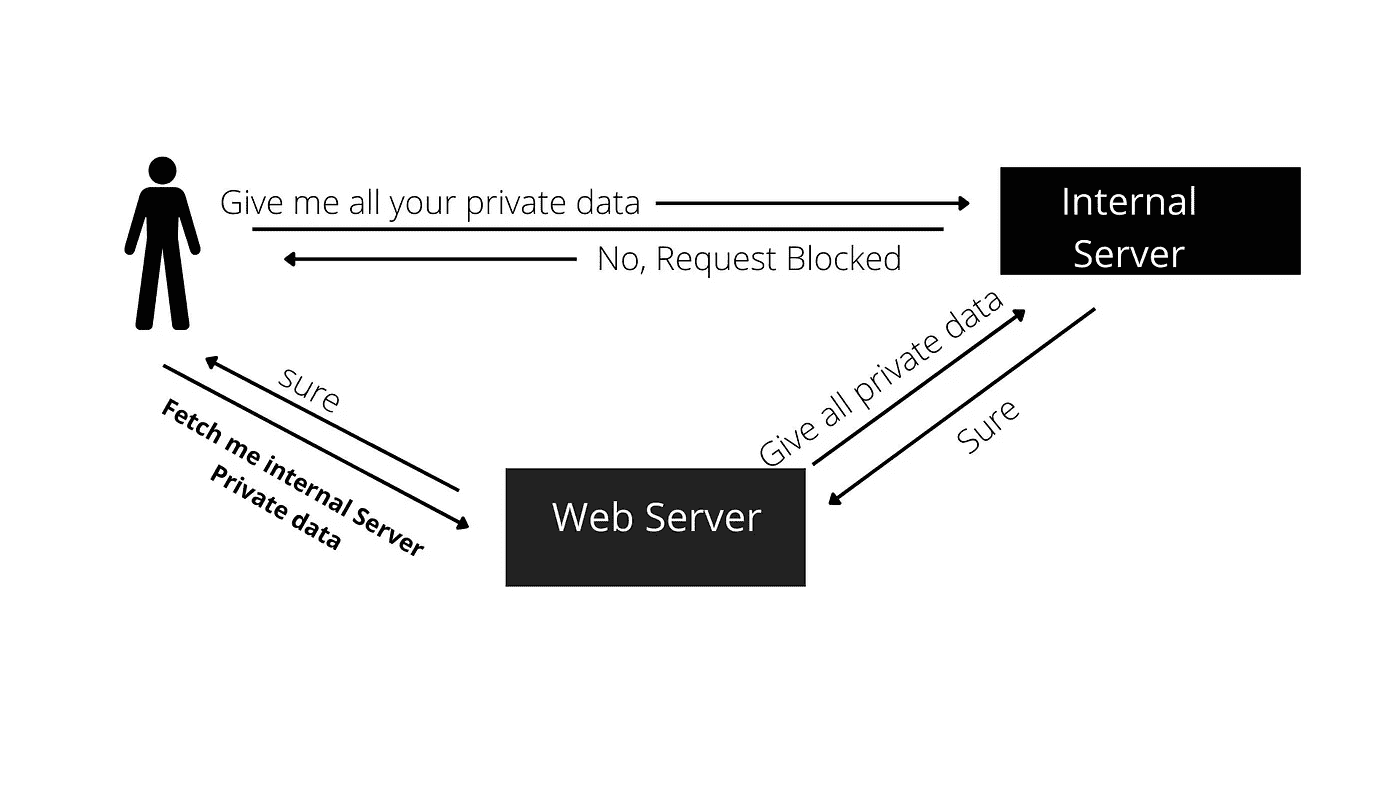 Give me all your private data
Internal
Server
No, Request Blocked
sure
Fetch me internal Server
Private data
Give all private data
Sure
Web Server